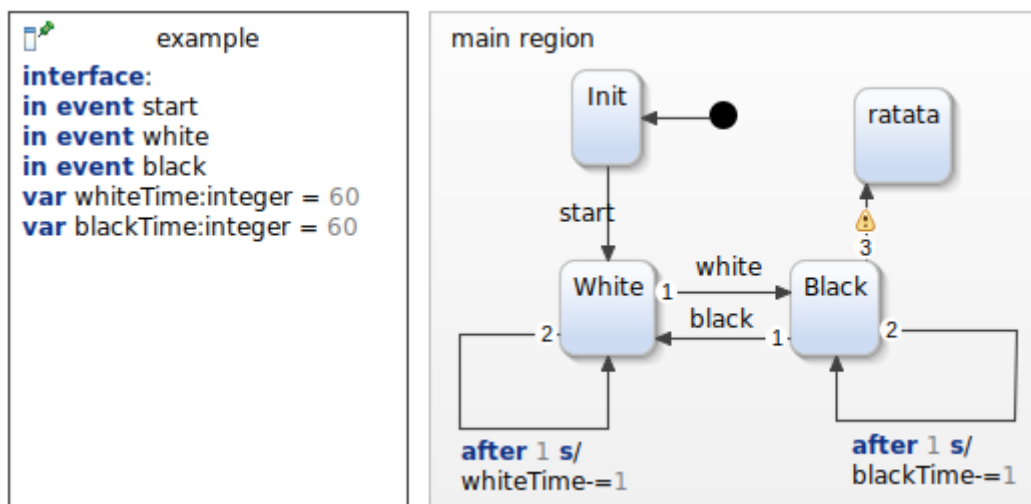 example
interface:
in event start
in event white
in event black
var whiteTime:integer = 60
var blackTime:integer = 60
main region
Init
ratata
start
3
white
White
1
Black
black
2
1
2
after 1 s/
whiteTime-=1
after 1 s/
blackTime-=1